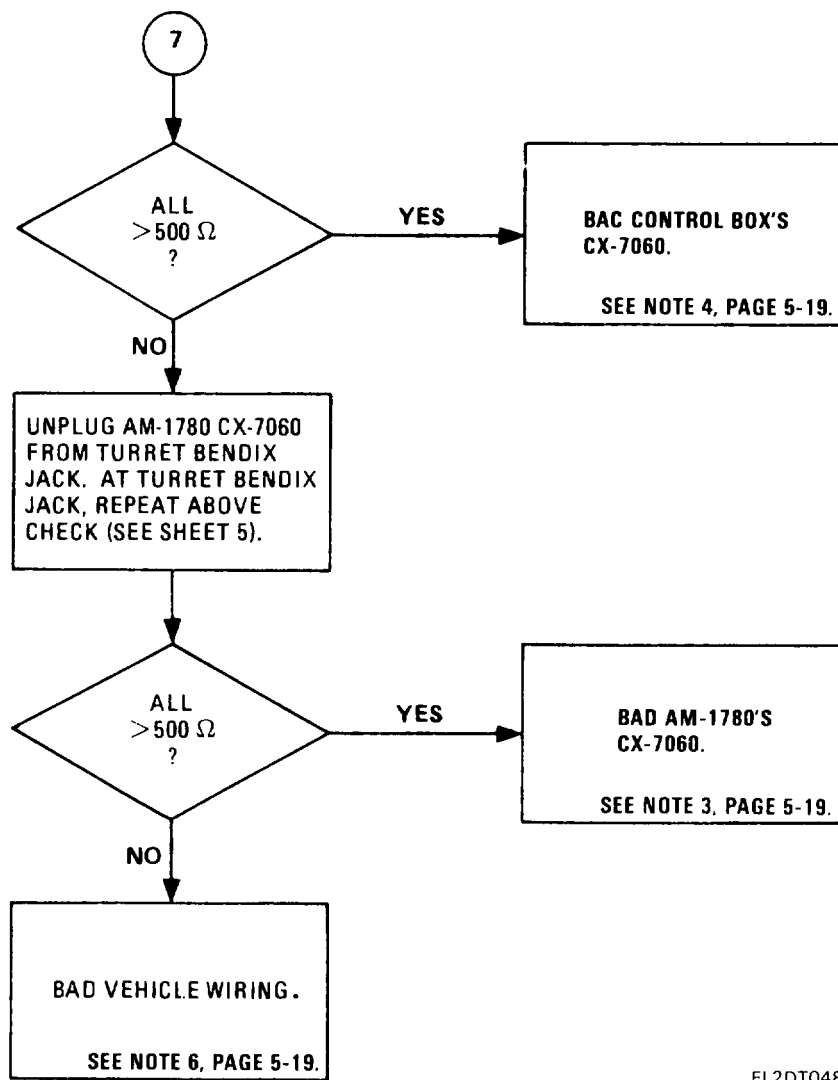 7
ALL
>500 Ω
?
YES
BAC CONTROL BOX'S
CX-7060.
SEE NOTE 4, PAGE 5-19.
NO
UNPLUG AM-1780 CX-7060
FROM TURRET BENDIX
JACK. AT TURRET BENDIX
JACK, REPEAT ABOVE
CHECK (SEE SHEET 5).
ALL
>500 Ω
?
YES
BAD AM-1780'S
CX-7060.
SEE NOTE 3, PAGE 5-19.
NO
BAD VEHICLE WIRING.
SEE NOTE 6, PAGE 5-19.
EL2DT048